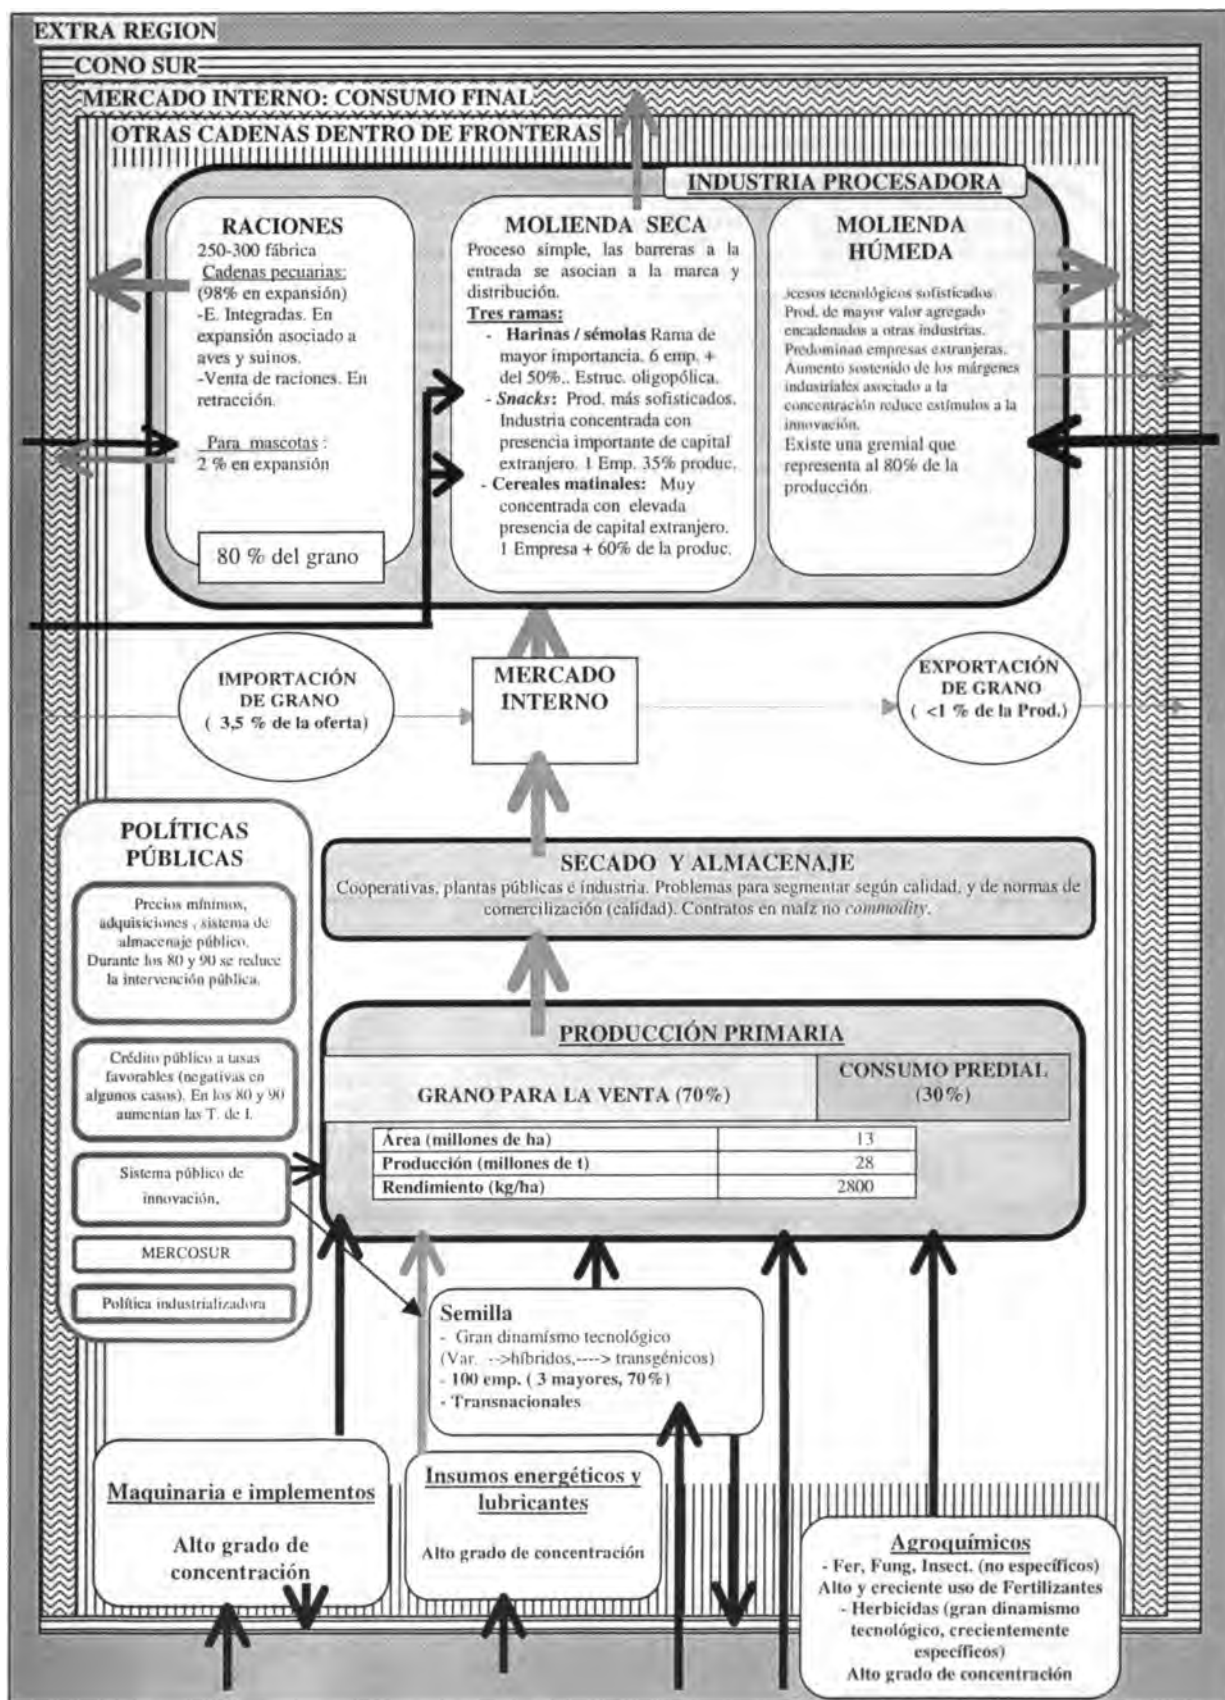 EXTRA REGION
CONO SUR
MERCADO INTERNO: CONSUMO FINAL
OTRAS CADENAS DENTRO DE FRONTERAS
INDUSTRIA PROCESADORA
RACIONES
250-300 fábrica
Cadenas pecuarias:
(98% en expansión)
-E. Integradas. En
expansión asociado a
aves y suinos.
-Venta de raciones. En
retracción.
Para mascotas :
2 % en expansión
80 % del grano
MOLIENDA SECA
Proceso simple, las barreras a la
entrada se asocian a la marca y
distribución.
Tres ramas:
- Harinas / sémolas Rama de
mayor importancia. 6 emp. +
del 50%.. Estruc. oligopólica.
- Snacks: Prod. más sofisticados.
Industria concentrada con
presencia importante de capital
extranjero. 1 Emp. 35% produc.
- Cereales matinales: Muy
concentrada con elevada
presencia de capital extranjero.
1 Empresa + 60% de la produc.
MOLIENDA
HÚMEDA
ocesos tecnológicos sofisticados.
Prod. de mayor valor agregado
encadenados a otras industrias.
Predominan empresas extranjeras.
Aumento sostenido de los márgenes
industriales asociado a la
concentración reduce estímulos a la
innovación.
Existe una gremial que
representa al 80% de la
producción.
IMPORTACIÓN
DE GRANO
( 3,5 % de la oferta)
MERCADO
INTERNO
EXPORTACIÓN
DE GRANO
( <1 % de la Prod.)
POLÍTICAS
PÚBLICAS
Precios mínimos,
adquisiciones , sistema de
almacenaje público.
Durante los 80 y 90 se reduce
la intervención pública.
Crédito público a tasas
favorables (negativas en
algunos casos). En los 80 y 90
aumentan las T. de I.
Sistema público de
innovación.
MERCOSUR
Política industrializadora
SECADO Y ALMACENAJE
Cooperativas, plantas públicas e industria. Problemas para segmentar según calidad, y de normas de
comercilización (calidad). Contratos en maíz no commodity.
PRODUCCIÓN PRIMARIA
GRANO PARA LA VENTA (70%)
CONSUMO PREDIAL
(30%)
Área (millones de ha) 13
Producción (millones de t) 28
Rendimiento (kg/ha) 2800
Semilla
- Gran dinamísmo tecnológico
(Var. -->híbridos,----> transgénicos)
- 100 emp. ( 3 mayores, 70%)
- Transnacionales
Maquinaria e implementos
Alto grado de
concentración
Insumos energéticos y
lubricantes
Alto grado de concentración
Agroquímicos
- Fer, Fung, Insect. (no específicos)
Alto y creciente uso de Fertilizantes
- Herbicidas (gran dinamismo
tecnológico, crecientemente
específicos)
Alto grado de concentración